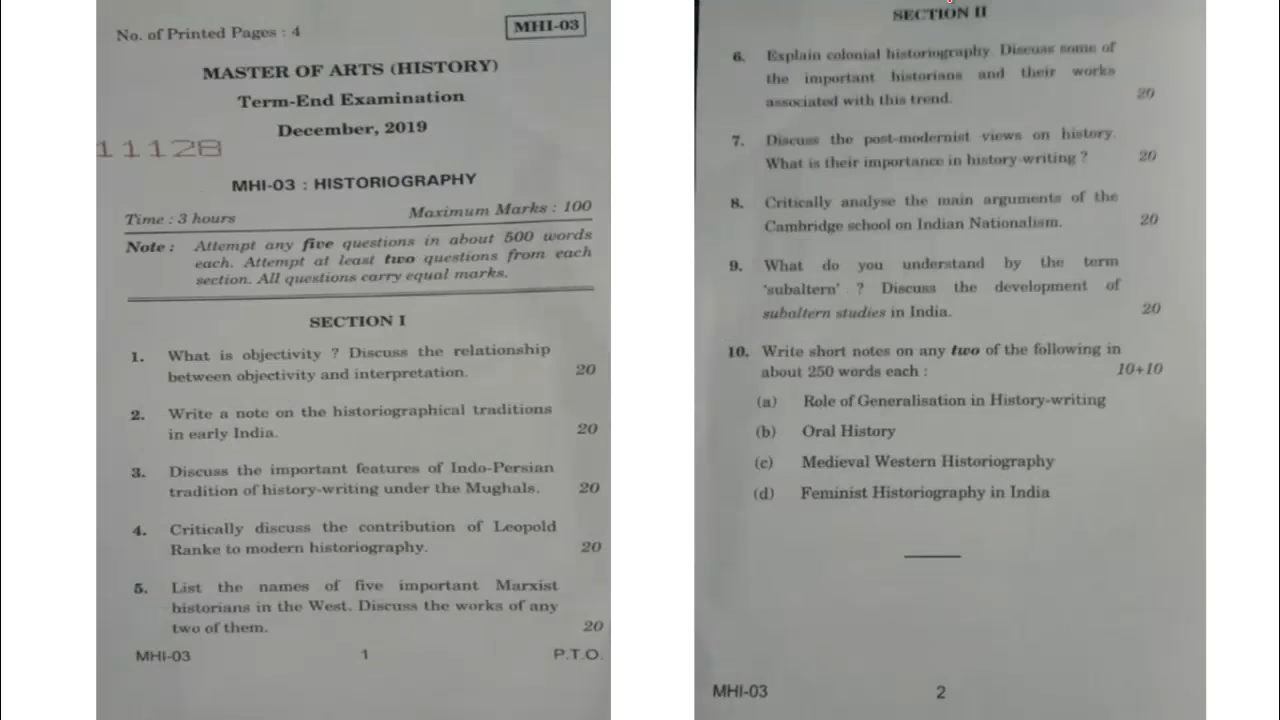 No. of Printed Pages : 4
MHI-03
MASTER OF ARTS (HISTORY)
Term-End Examination
December, 2019
11128
MHI-03 : HISTORIOGRAPHY
Time : 3 hours
Maximum Marks : 100
Note : Attempt any five questions in about 500 words
each. Attempt at least two questions from each
section. All questions carry equal marks.
SECTION I
1. What is objectivity ? Discuss the relationship
between objectivity and interpretation. 20
2. Write a note on the historiographical traditions
in early India. 20
3. Discuss the important features of Indo-Persian
tradition of history-writing under the Mughals. 20
4. Critically discuss the contribution of Leopold
Ranke to modern historiography. 20
5. List the names of five important Marxist
historians in the West. Discuss the works of any
two of them. 20
MHI-03 1 P.T.O.
SECTION II
6. Explain colonial historiography. Discuss some of
the important historians and their works
associated with this trend. 20
7. Discuss the post-modernist views on history.
What is their importance in history-writing ? 20
8. Critically analyse the main arguments of the
Cambridge school on Indian Nationalism. 20
9. What do you understand by the term
'subaltern' ? Discuss the development of
subaltern studies in India. 20
10. Write short notes on any two of the following in
about 250 words each : 10+10
(a) Role of Generalisation in History-writing
(b) Oral History
(c) Medieval Western Historiography
(d) Feminist Historiography in India
MHI-03 2